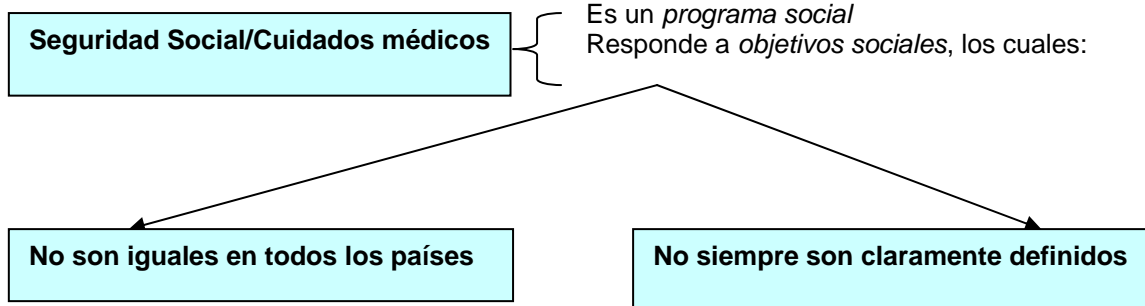 Seguridad Social/Cuidados médicos
Es un programa social
Responde a objetivos sociales, los cuales:
No son iguales en todos los países
No siempre son claramente definidos